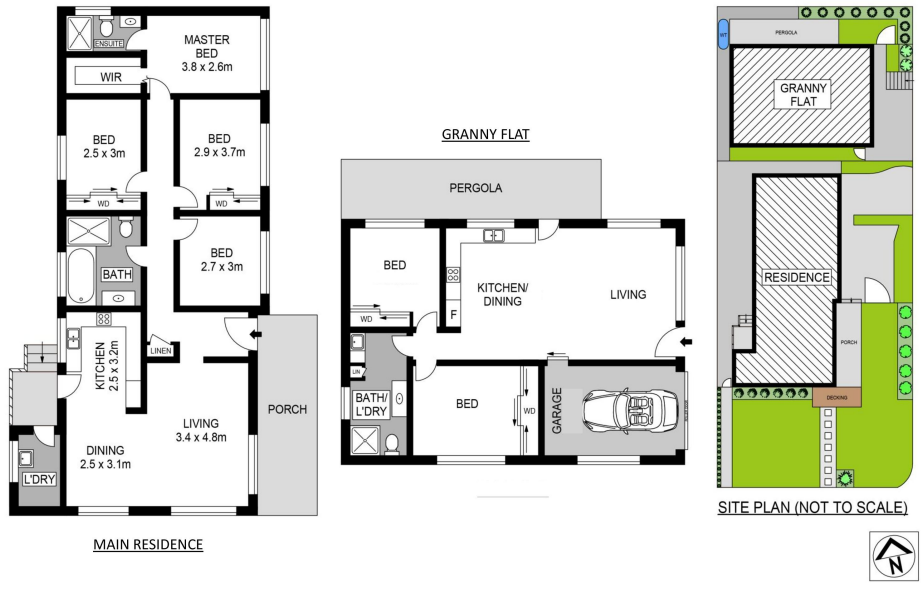 ENSUITE
MASTER
BED
3.8 x 2.6m
WIR
BED
2.5 x 3m
WD
BED
2.9 x 3.7m
WD
BATH
BED
2.7 x 3m
KITCHEN
2.5 x 3.2m
LINEN
PORCH
LIVING
3.4 x 4.8m
DINING
2.5 x 3.1m
L'DRY
MAIN RESIDENCE
GRANNY FLAT
PERGOLA
BED
WD
KITCHEN/
DINING
F
LIVING
LIN
BATH/
L'DRY
BED
WD
GARAGE
WT
PERGOLA
GRANNY
FLAT
RESIDENCE
PORCH
DECKING
SITE PLAN (NOT TO SCALE)
N